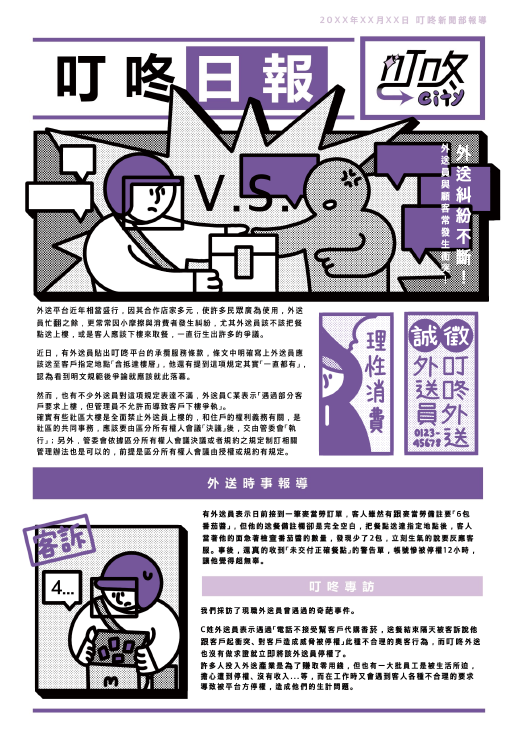 20XX年XX月XX日 叮咚新聞部報導
叮咚日報
叮咚
City
V.S.
外送糾紛不斷！
外送員與顧客常發生衝突！
外送平台近年相當盛行，因其合作店家多元，使許多民眾廣為使用，外送
員忙翻之餘，更常常因小摩擦與消費者發生糾紛，尤其外送員該不該把餐
點送上樓，或是客人應該下樓來取餐，一直衍生出許多的爭議。
近日，有外送員貼出叮咚平台的承攬服務條款，條文中明確寫上外送員應
該送至客戶指定地點「含抵達樓層」，他還有提到這項規定其實「一直都有」，
認為看到明文規範後爭論就應該就此落幕。
然而，也有不少外送員對這項規定表達不滿，外送員C某表示「遇過部分客
戶要求上樓，但管理員不允許而導致客戶下樓爭執」。
確實有些社區大樓是全面禁止外送員上樓的，和住戶的權利義務有關，是
社區的共同事務，應該要由區分所有權人會議「決議」後，交由管委會「執
行」；另外，管委會依據區分所有權人會議決議或者規約之規定制訂相關
管理辦法也是可以的，前提是區分所有權人會議由授權或規約有規定。
理性消費
誠徵
叮咚外送
外送員
0123-
45678
外送時事報導
有外送員表示日前接到一筆麥當勞訂單，客人雖然有跟麥當勞備註要「6包
番茄醬」，但他的送餐備註欄卻是完全空白，把餐點送達指定地點後，客人
當著他的面急著檢查番茄醬的數量，發現少了2包，立刻生氣的說要反應客
服。事後，還真的收到「未交付正確餐點」的警告單，帳號慘被停權12小時，
讓他覺得超無辜。
客訴
4...
叮咚專訪
我們採訪了現職外送員曾遇過的奇葩事件。
C姓外送員表示遇過「電話不接受幫客戶代購香菸，送餐結束隔天被客訴說他
跟客戶起衝突、對客戶造成威脅被停權」此種不合理的奧客行為，而叮咚外送
也沒有做求證就立即將該外送員停權了。
許多人投入外送產業是為了賺取零用錢，但也有一大批員工是被生活所迫，
擔心遭到停權、沒有收入...等，而在工作時又會遇到客人各種不合理的要求
導致被平台方停權，造成他們的生計問題。